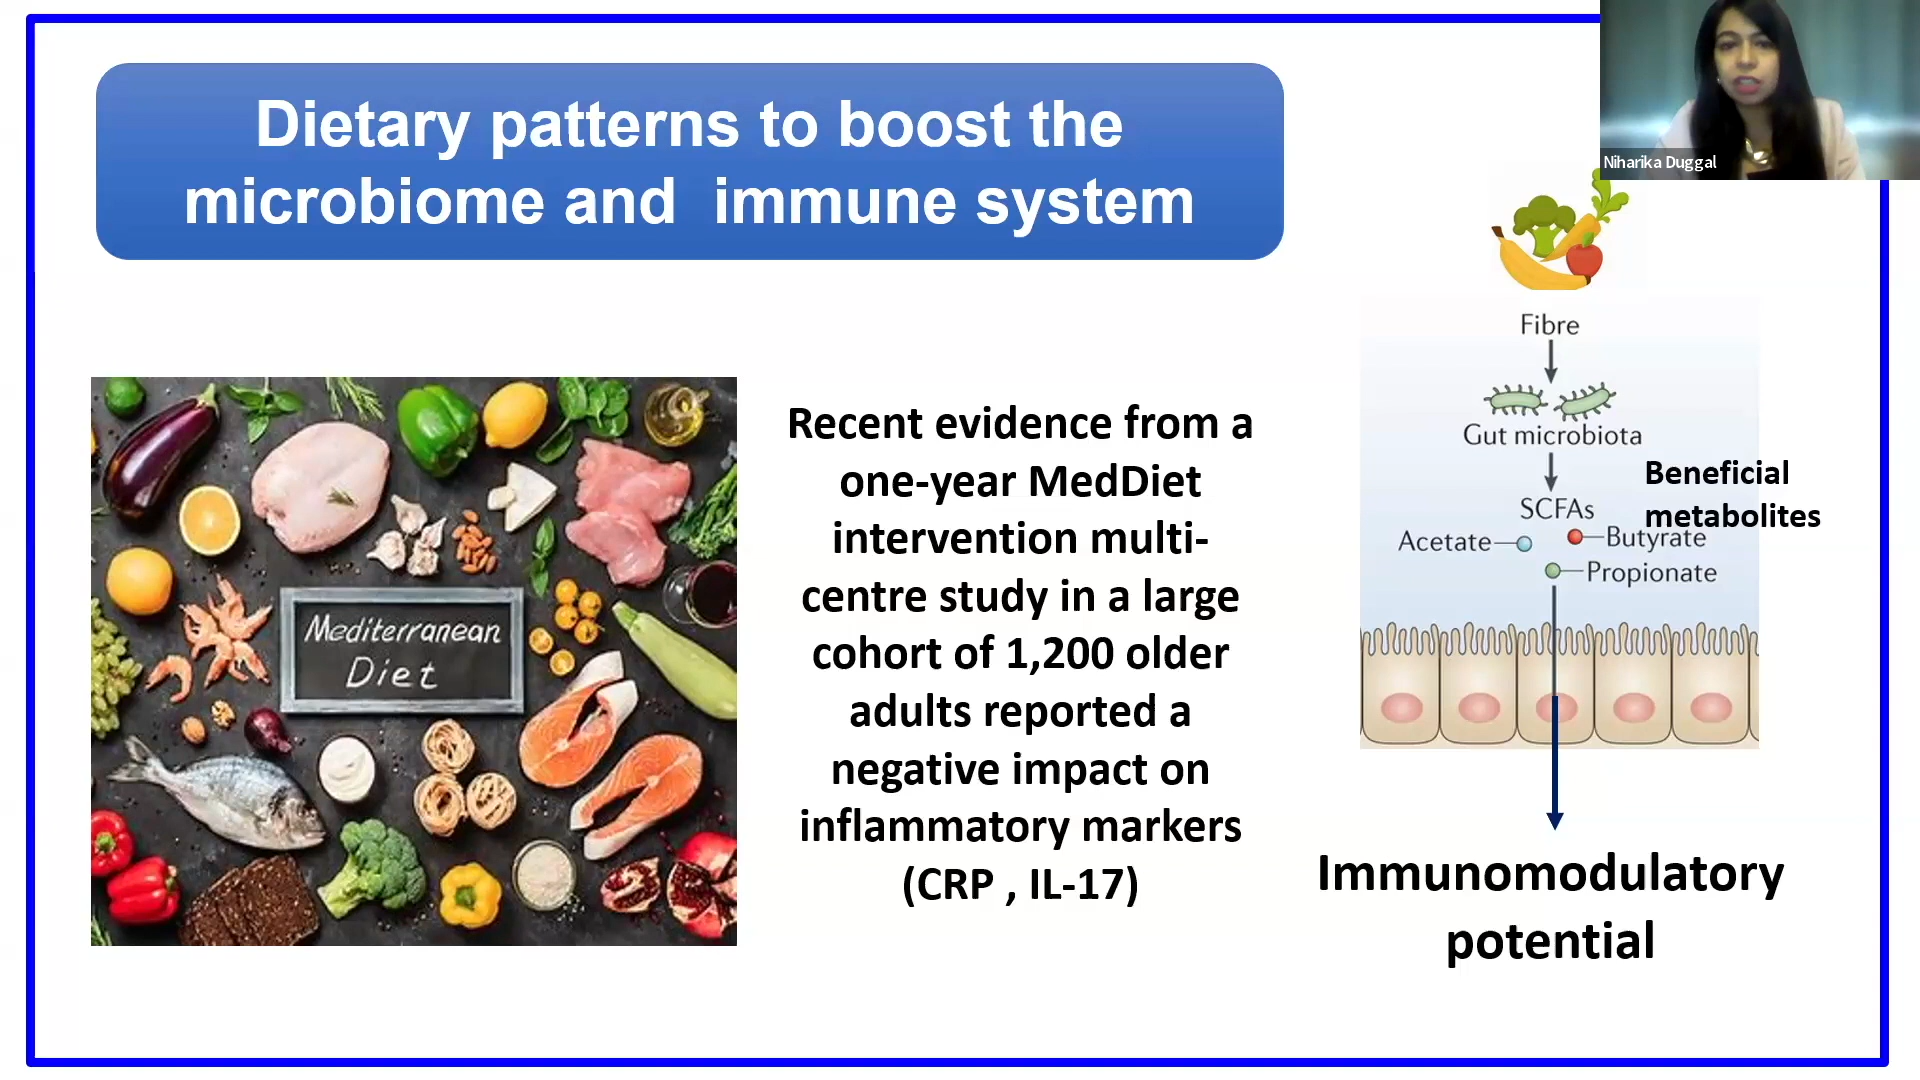 Dietary patterns to boost the
microbiome and immune system
Niharika Duggal
Mediterranean
Diet
Recent evidence from a
one-year MedDiet
intervention multi-
centre study in a large
cohort of 1,200 older
adults reported a
negative impact on
inflammatory markers
(CRP , IL-17)
Fibre
Gut microbiota
Beneficial
metabolites
SCFAs
Acetate
Butyrate
Propionate
Immunomodulatory
potential